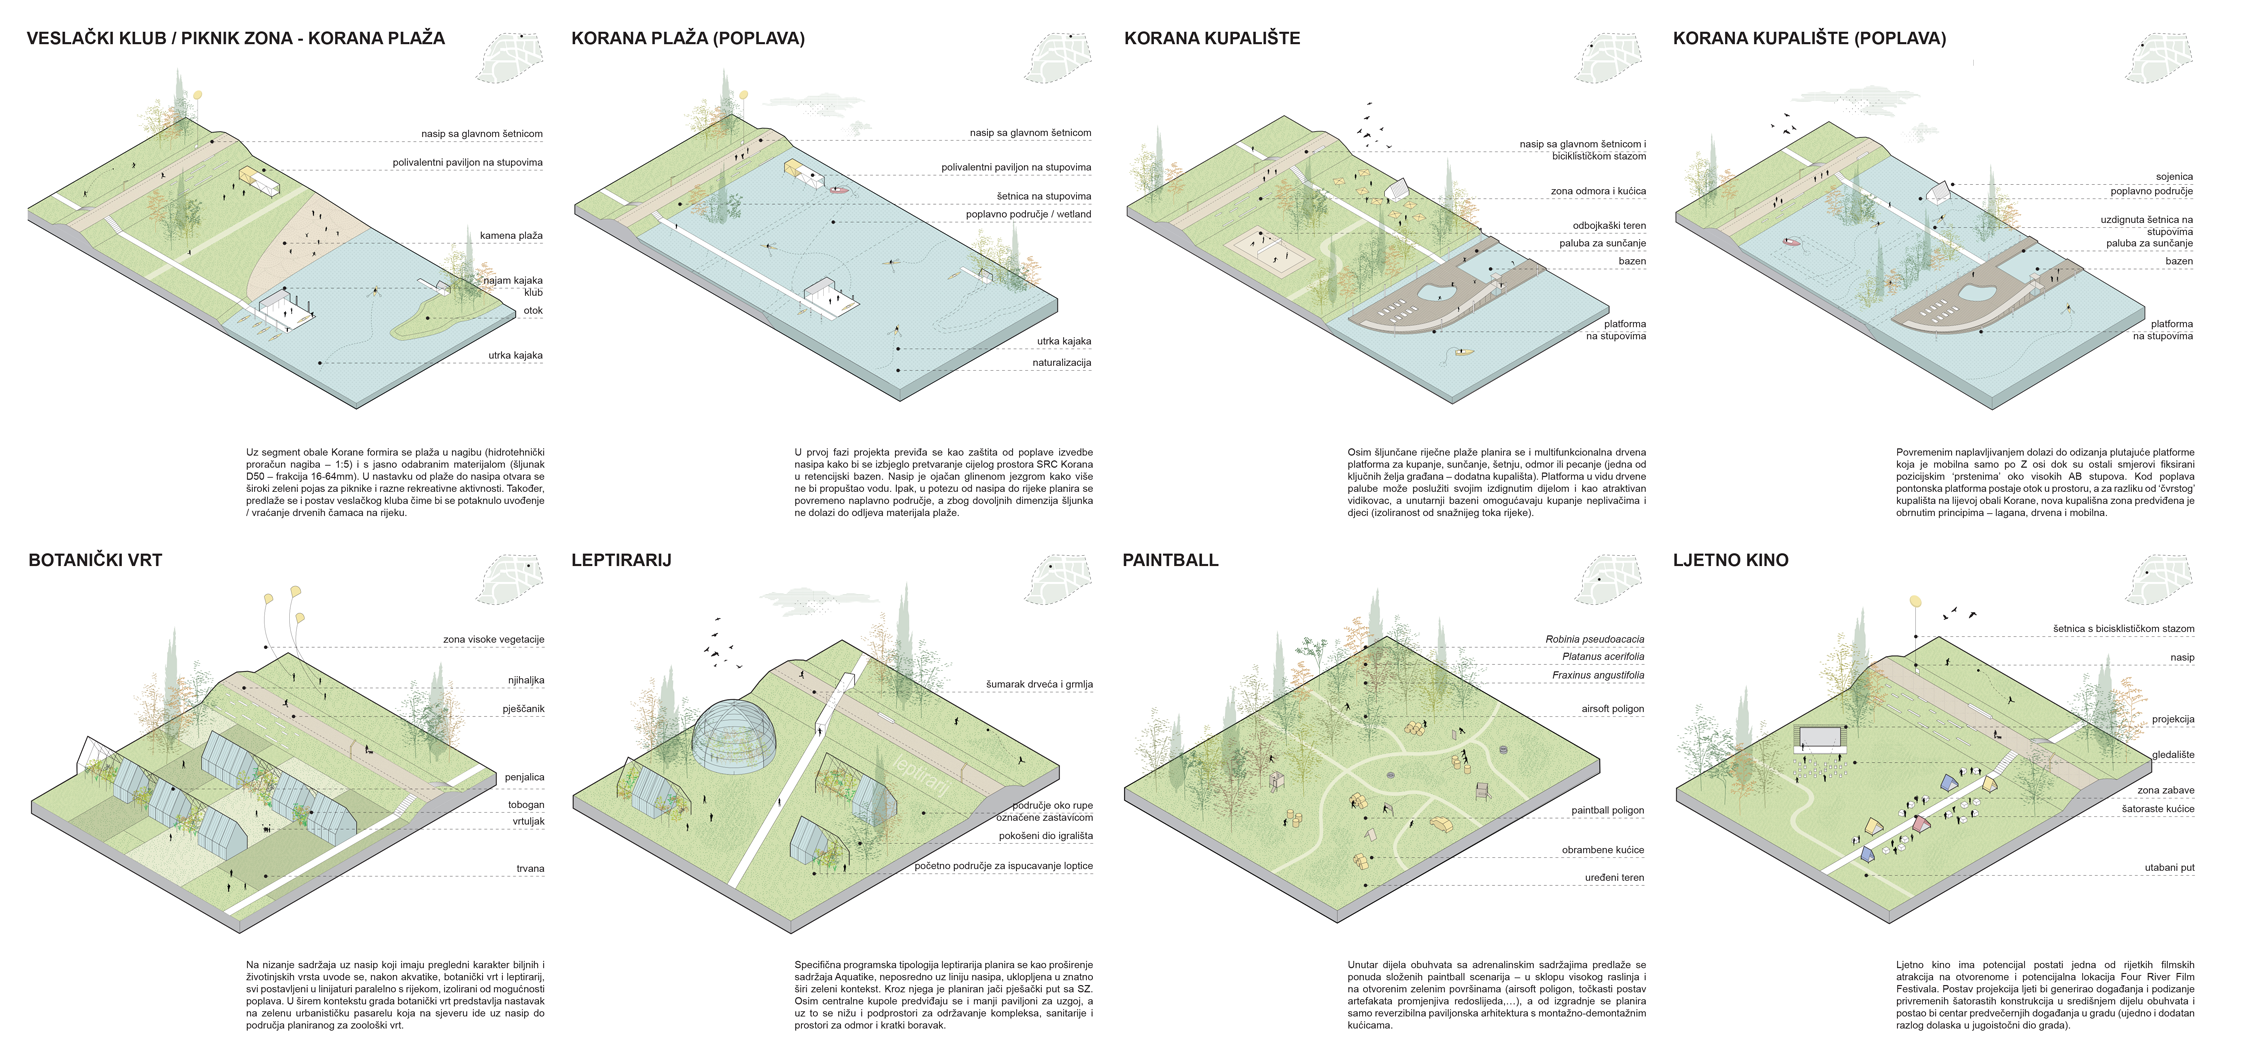 VESLAČKI KLUB / PIKNIK ZONA - KORANA PLAŽA
nasip sa glavnom šetnicom
polivalentni paviljon na stupovima
kamena plaža
najam kajaka
klub
otok
utrka kajaka
Uz segment obale Korane formira se plaža u nagibu (hidrotehnički
proračun nagiba – 1:5) i s jasno odabranim materijalom (šljunak
D50 – frakcija 16-64mm). U nastavku od plaže do nasipa otvara se
široki zeleni pojas za piknike i razne rekreativne aktivnosti. Također,
predlaže se i postav veslačkog kluba čime bi se potaknulo uvođenje
/ vraćanje drvenih čamaca na rijeku.
KORANA PLAŽA (POPLAVA)
nasip sa glavnom šetnicom
polivalentni paviljon na stupovima
šetnica na stupovima
poplavno područje / wetland
utrka kajaka
naturalizacija
U prvoj fazi projekta previđa se kao zaštita od poplave izvedbe
nasipa kako bi se izbjeglo pretvaranje cijelog prostora SRC Korana
u retencijski bazen. Nasip je ojačan glinenom jezgrom kako više
ne bi propuštao vodu. Ipak, u potezu od nasipa do rijeke planira se
povremeno naplavno područje, a zbog dovoljnih dimenzija šljunka
ne dolazi do odljeva materijala plaže.
KORANA KUPALIŠTE
nasip sa glavnom šetnicom i
biciklističkom stazom
zona odmora i kućica
odbojkaški teren
paluba za sunčanje
bazen
platforma
na stupovima
Osim šljunčane riječne plaže planira se i multifunkcionalna drvena
platforma za kupanje, sunčanje, šetnju, odmor ili pecanje (jedna od
ključnih želja građana – dodatna kupališta). Platforma u vidu drvene
palube može poslužiti svojim izdignutim dijelom i kao atraktivan
vidikovac, a unutarnji bazeni omogućavaju kupanje neplivačima i
djeci (izoliranost od snažnijeg toka rijeke).
KORANA KUPALIŠTE (POPLAVA)
sojenica
poplavno područje
uzdignuta šetnica na
stupovima
paluba za sunčanje
bazen
platforma
na stupovima
Povremenim naplavljivanjem dolazi do odizanja plutajuće platforme
koja je mobilna samo po Z osi dok su ostali smjerovi fiksirani
pozicijskim ‘prstenima’ oko visokih AB stupova. Kod poplava
pontonska platforma postaje otok u prostoru, a za razliku od ‘čvrstog’
kupališta na lijevoj obali Korane, nova kupališna zona predviđena je
obrnutim principima – lagana, drvena i mobilna.
BOTANIČKI VRT
zona visoke vegetacije
njihaljka
pješčanik
penjalica
tobogan
vrtuljak
trvana
Na nizanje sadržaja uz nasip koji imaju pregledni karakter biljnih i
životinjskih vrsta uvode se, nakon akvatike, botanički vrt i leptirarij,
svi postavljeni u linijaturi paralelno s rijekom, izolirani od mogućnosti
poplava. U širem kontekstu grada botanički vrt predstavlja nastavak
na zelenu urbanističku pasarelu koja na sjeveru ide uz nasip do
područja planiranog za zoološki vrt.
LEPTIRARIJ
šumarak drveća i grmlja
leptirarij
područje oko rupe
označene zastavicom
pokošeni dio igrališta
početno područje za ispucavanje loptice
Specifična programska tipologija leptirarija planira se kao proširenje
sadržaja Aquatike, neposredno uz liniju nasipa, uklopljena u znatno
širi zeleni kontekst. Kroz njega je planiran jači pješački put sa SZ.
Osim centralne kupole predviđaju se i manji paviljoni za uzgoj, a
uz to se nižu i podprostori za održavanje kompleksa, sanitarije i
prostori za odmor i kratki boravak.
PAINTBALL
Robinia pseudoacacia
Platanus acerifolia
Fraxinus angustifolia
airsoft poligon
paintball poligon
obrambene kućice
uređeni teren
Unutar dijela obuhvata sa adrenalinskim sadržajima predlaže se
ponuda složenih paintball scenarija – u sklopu visokog raslinja i
na otvorenim zelenim površinama (airsoft poligon, točkasti postav
artefakata promjenjiva redoslijeda,…), a od izgradnje se planira
samo reverzibilna paviljonska arhitektura s montažno-demontažnim
kućicama.
LJETNO KINO
šetnica s bicisklističkom stazom
nasip
projekcija
gledalište
zona zabave
šatoraste kućice
utabani put
Ljetno kino ima potencijal postati jedna od rijetkih filmskih
atrakcija na otvorenome i potencijalna lokacija Four River Film
Festivala. Postav projekcija ljeti bi generirao događanja i podizanje
privremenih šatorastih konstrukcija u središnjem dijelu obuhvata i
postao bi centar predvečernjih događanja u gradu (ujedno i dodatan
razlog dolaska u jugoistočni dio grada).